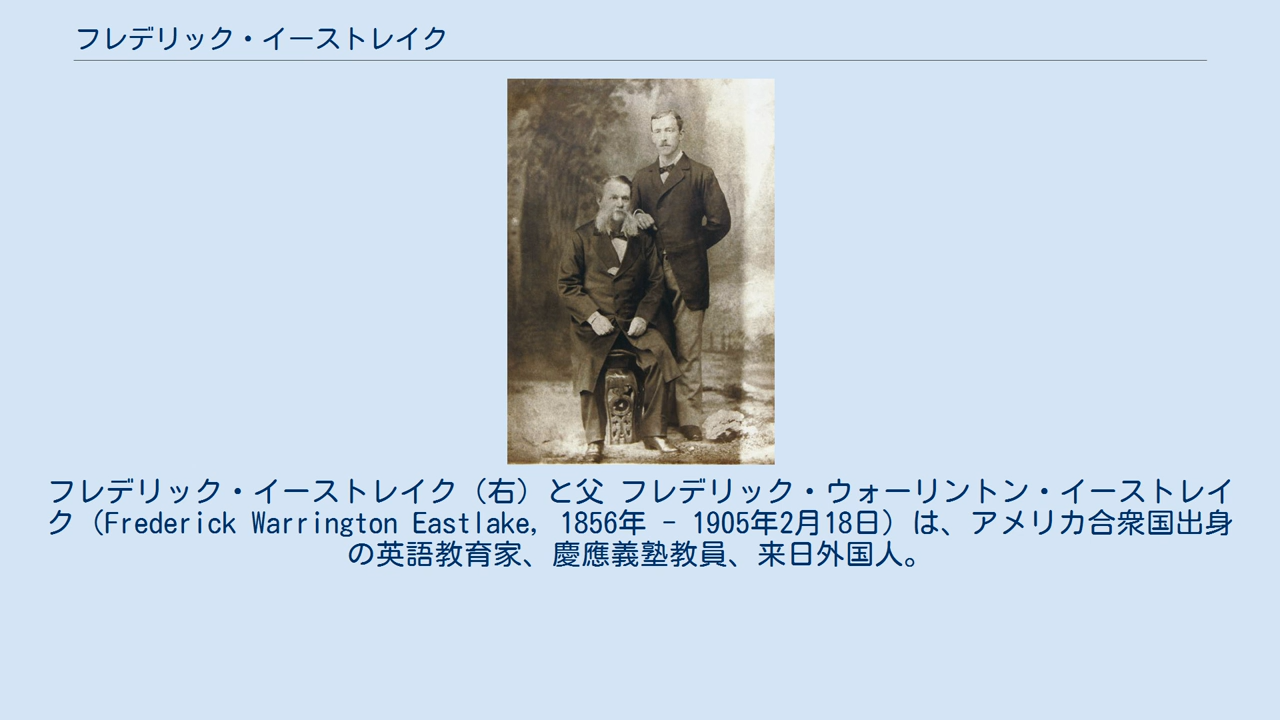 フレデリック・イーストレイク
フレデリック・イーストレイク（右）と父 フレデリック・ウォーリントン・イーストレイ
ク（Frederick Warrington Eastlake, 1856年 - 1905年2月18日）は、アメリカ合衆国出身
の英語教育家、慶應義塾教員、来日外国人。